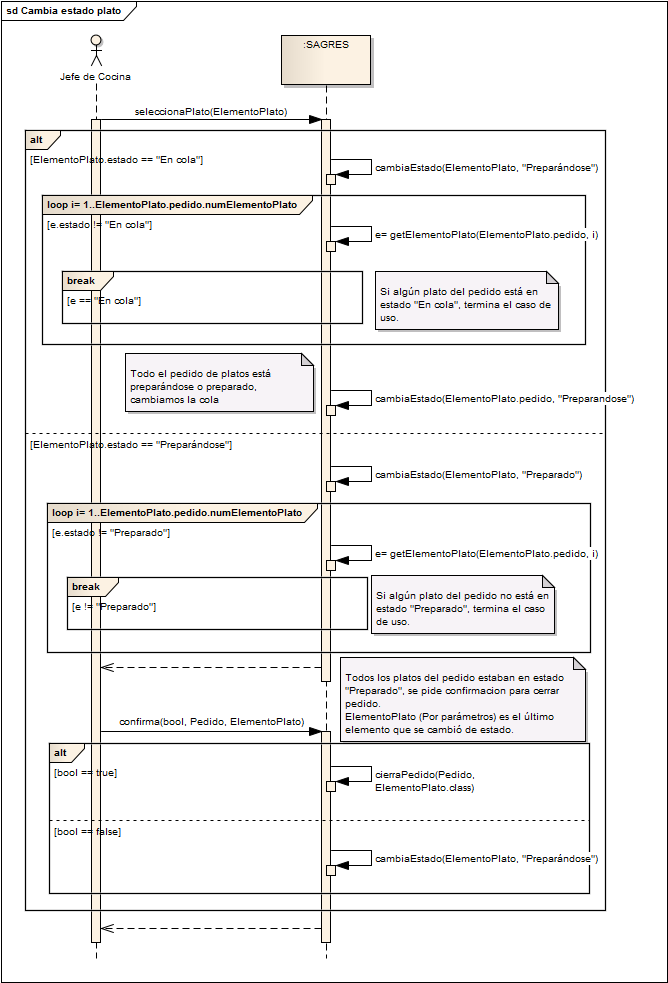 sd Cambia estado plato
:SAGRES
Jefe de Cocina
seleccionaPlato(ElementoPlato)
alt
[ElementoPlato.estado == "En cola"]
cambiaEstado(ElementoPlato, "Preparándose")
loop i= 1..ElementoPlato.pedido.numElementoPlato
[e.estado != "En cola"]
e= getElementoPlato(ElementoPlato.pedido, i)
break
[e == "En cola"]
Si algún plato del pedido está en
estado "En cola", termina el caso de
uso.
Todo el pedido de platos está
preparándose o preparado,
cambiamos la cola
cambiaEstado(ElementoPlato.pedido, "Preparandose")
[ElementoPlato.estado == "Preparándose"]
cambiaEstado(ElementoPlato, "Preparado")
loop i= 1..ElementoPlato.pedido.numElementoPlato
[e.estado != "Preparado"]
e= getElementoPlato(ElementoPlato.pedido, i)
break
[e != "Preparado"]
Si algún plato del pedido no está en
estado "Preparado", termina el caso
de uso.
Todos los platos del pedido estaban en estado
"Preparado", se pide confirmacion para cerrar
pedido.
ElementoPlato (Por parámetros) es el último
elemento que se cambió de estado.
confirma(bool, Pedido, ElementoPlato)
alt
[bool == true]
cierraPedido(Pedido,
ElementoPlato.class)
[bool == false]
cambiaEstado(ElementoPlato, "Preparándose")